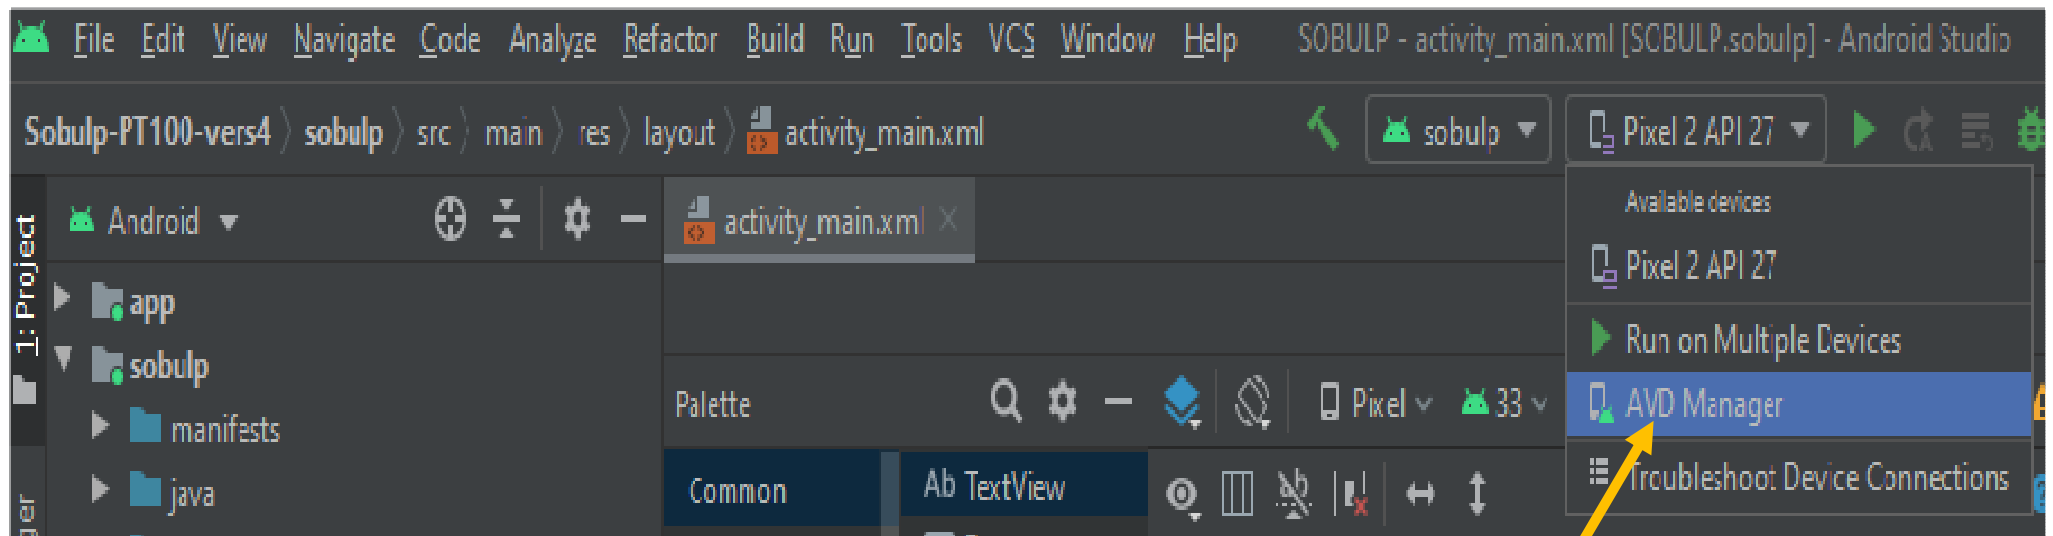 File Edit View Navigate Code Analyze Refactor Build Run Tools VCS Window Help SOBULP - activity_main.xml [SOBULP.sobulp] - Android Studio
Sobulp-PT100-vers4 sobulp src main res layout activity_main.xml sobulp Pixel 2 API 27
Available devices
1: Project
Android
activity_main.xml
Pixel 2 API 27
app
Run on Multiple Devices
sobulp
Palette
Pixel
33
AVD Manager
manifests
Troubleshoot Device Connections
java
Common
Ab TextView